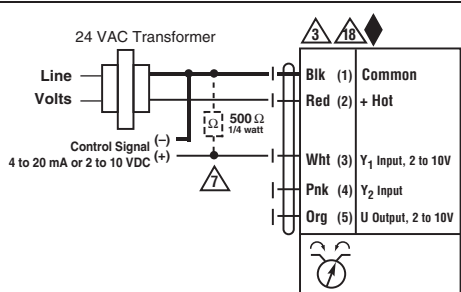 24 VAC Transformer
3
18
Line
Volts
Blk (1) Common
Red (2) + Hot
Ω
500 Ω
1/4 watt
Control Signal (–)
4 to 20 mA or 2 to 10 VDC (+)
7
Wht (3) Y₁ Input, 2 to 10V
Pnk (4) Y₂ Input
Org (5) U Output, 2 to 10V